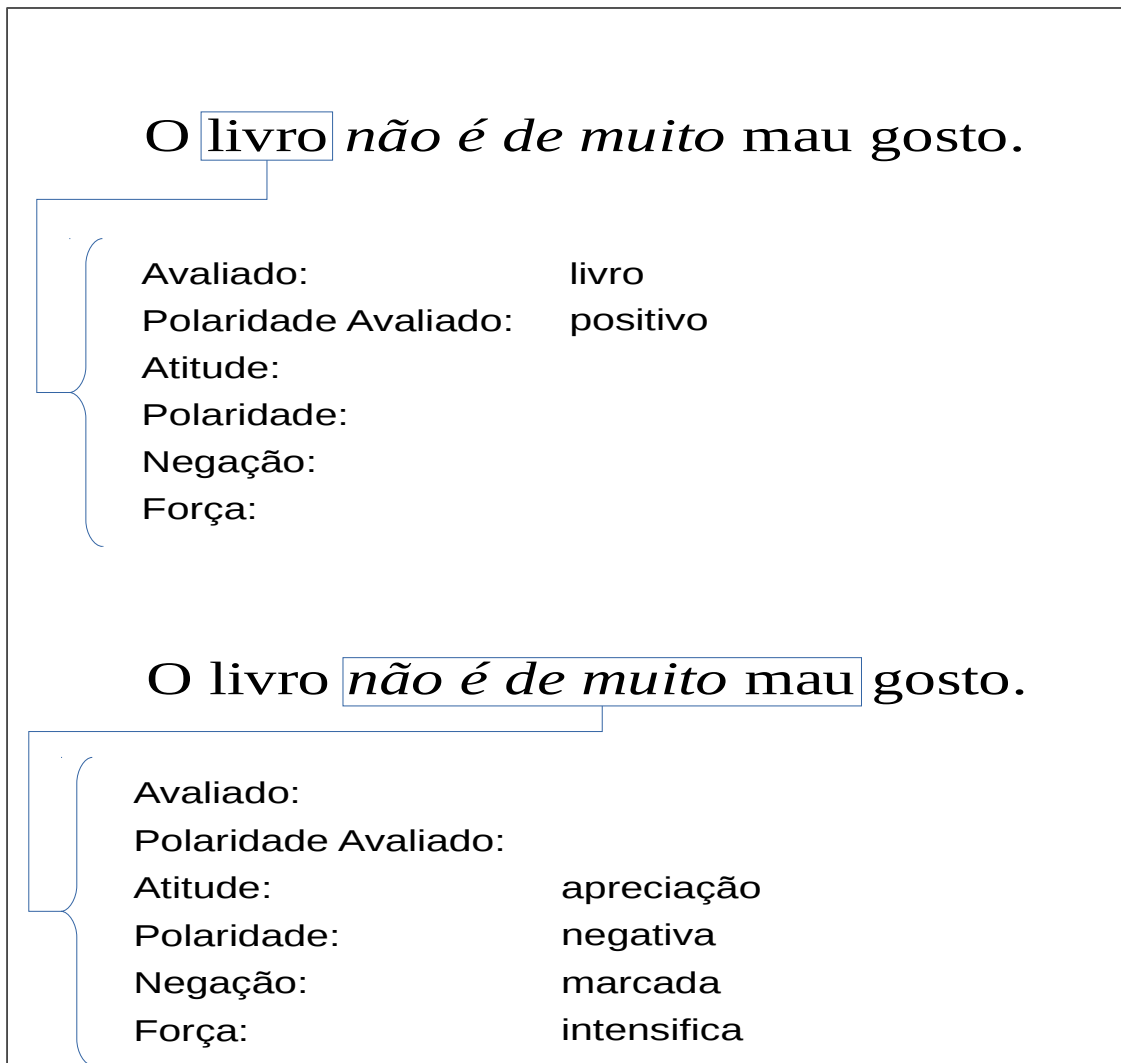 O livro não é de muito mau gosto.
Avaliado: livro
Polaridade Avaliado: positivo
Atitude:
Polaridade:
Negação:
Força:
O livro não é de muito mau gosto.
Avaliado:
Polaridade Avaliado:
Atitude: apreciação
Polaridade: negativa
Negação: marcada
Força: intensifica